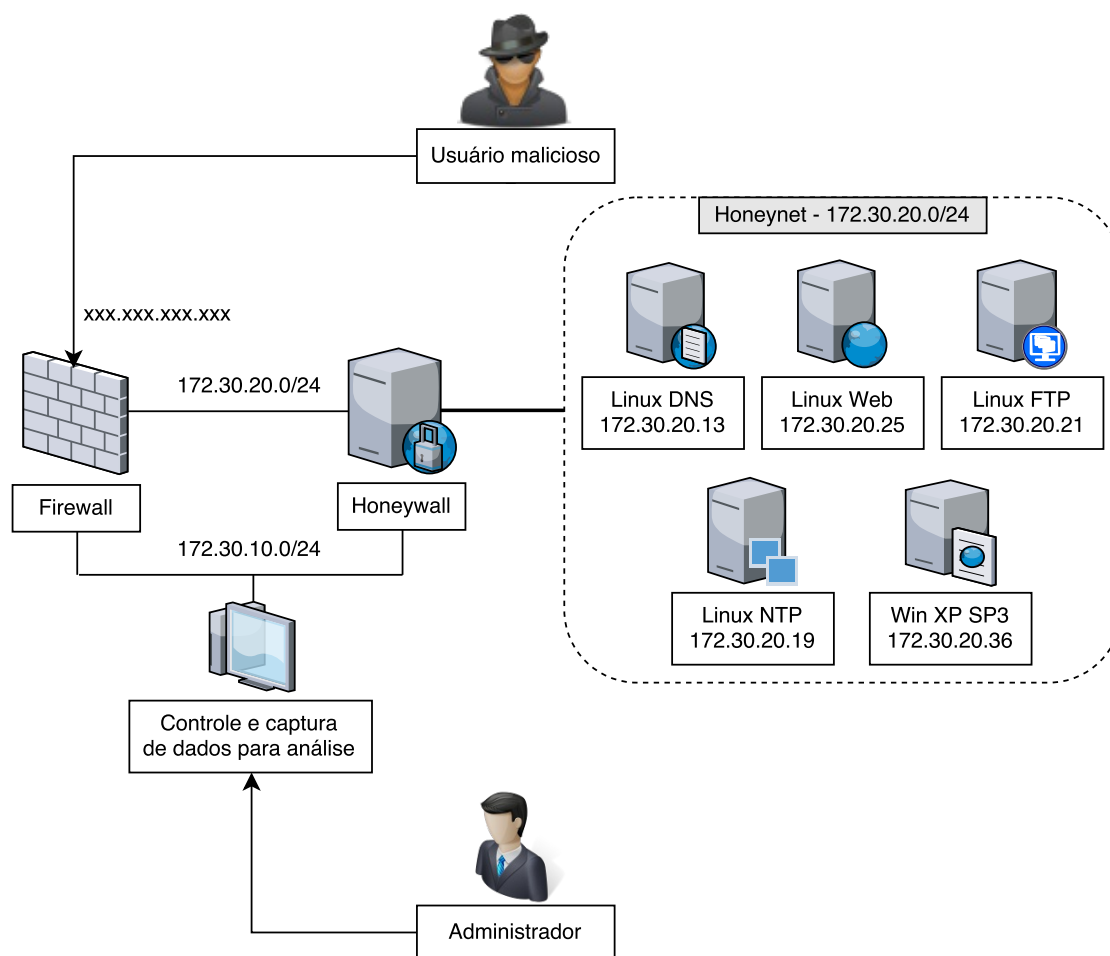 Usuário malicioso
Honeynet - 172.30.20.0/24
xxx.xxx.xxx.xxx
172.30.20.0/24
Linux DNS
172.30.20.13
Linux Web
172.30.20.25
Linux FTP
172.30.20.21
Firewall
Honeywall
172.30.10.0/24
Linux NTP
172.30.20.19
Win XP SP3
172.30.20.36
Controle e captura
de dados para análise
Administrador